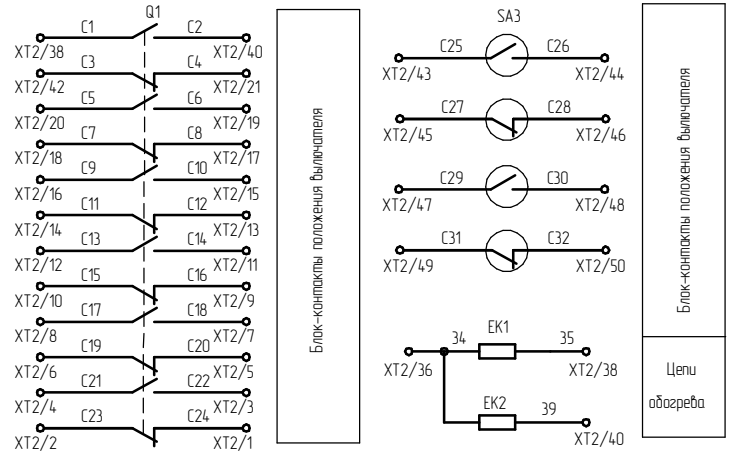 Q1
C1 C2
XT2/38 XT2/40
C3 C4
XT2/42 XT2/21
C5 C6
XT2/20 XT2/19
C7 C8
XT2/18 XT2/17
C9 C10
XT2/16 XT2/15
C11 C12
XT2/14 XT2/13
C13 C14
XT2/12 XT2/11
C15 C16
XT2/10 XT2/9
C17 C18
XT2/8 XT2/7
C19 C20
XT2/6 XT2/5
C21 C22
XT2/4 XT2/3
C23 C24
XT2/2 XT2/1
Блок-контакты положения выключателя
SA3
C25 C26
XT2/43 XT2/44
C27 C28
XT2/45 XT2/46
C29 C30
XT2/47 XT2/48
C31 C32
XT2/49 XT2/50
Блок-контакты положения вылючателя
34 EK1 35
XT2/36 XT2/38
EK2 39
XT2/40
Цепи
обогрева